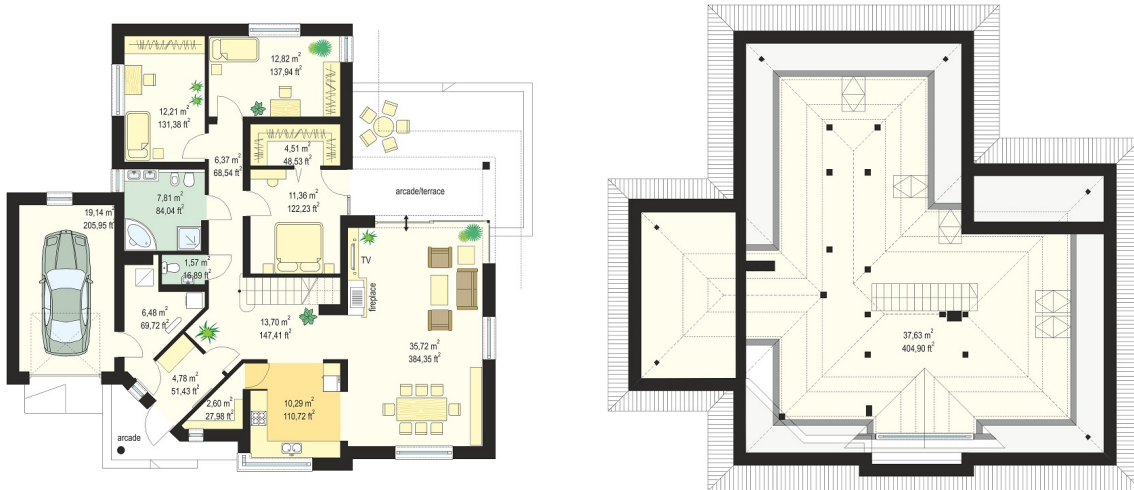 12,82 m²
137,94 ft²
12,21 m²
131,38 ft²
4,51 m²
48,53 ft²
6,37 m²
68,54 ft²
11,36 m²
122,23 ft²
arcade/terrace
7,81 m²
84,04 ft²
19,14 m²
205,95 ft²
TV
1,57 m²
16,89 ft²
fireplace
6,48 m²
69,72 ft²
13,70 m²
147,41 ft²
35,72 m²
384,35 ft²
4,78 m²
51,43 ft²
2,60 m²
27,98 ft²
10,29 m²
110,72 ft²
arcade
37,63 m²
404,90 ft²